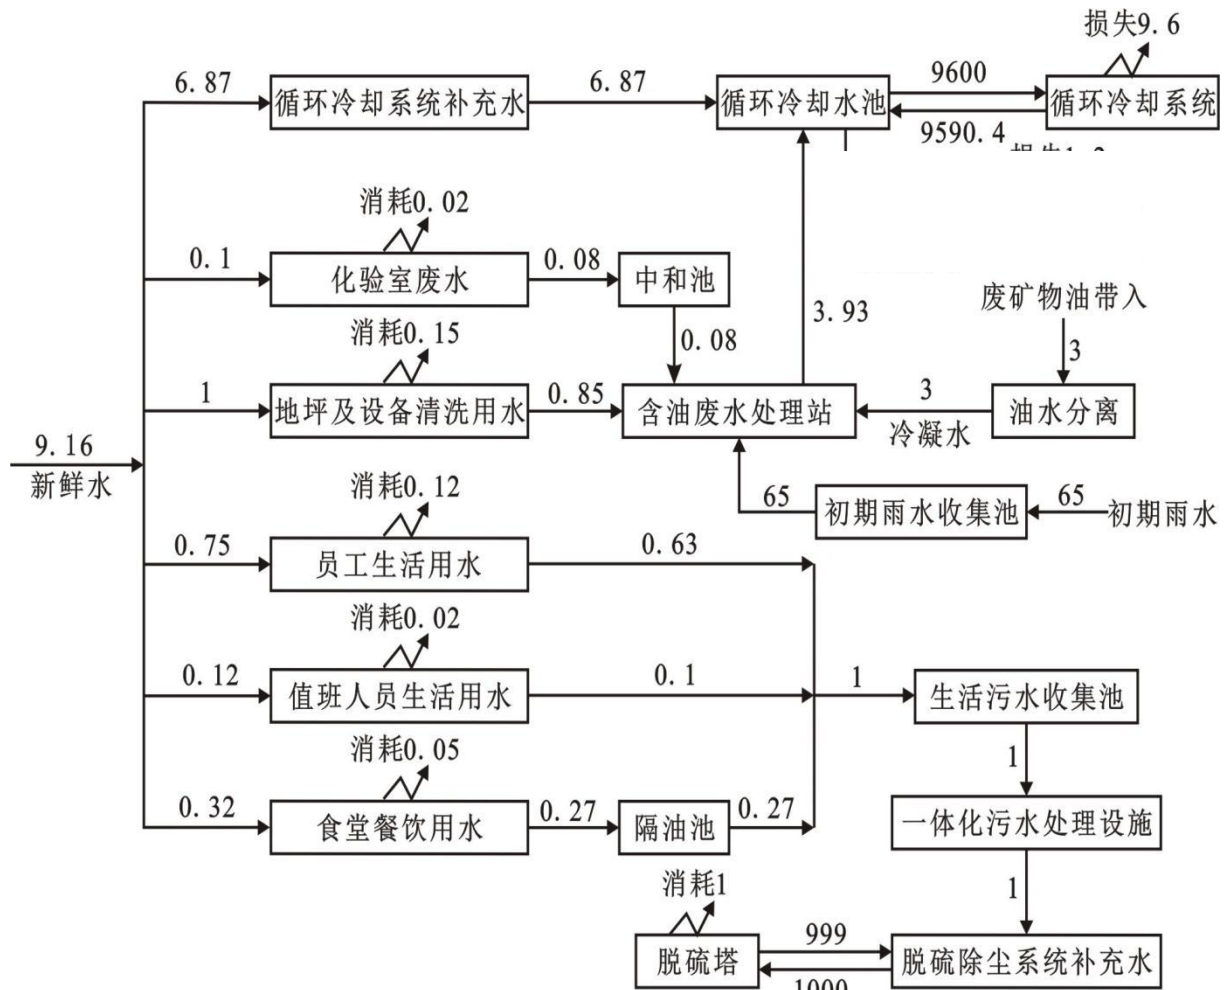 损失9.6
6.87
循环冷却系统补充水
6.87
循环冷却水池
9600
9590.4
循环冷却系统
消耗0.02
0.1
化验室废水
0.08
中和池
0.08
3.93
废矿物油带入
3
消耗0.15
1
地坪及设备清洗用水
0.85
含油废水处理站
3
冷凝水
油水分离
9.16
新鲜水
65
初期雨水收集池
65
初期雨水
消耗0.12
0.75
员工生活用水
0.63
消耗0.02
0.12
值班人员生活用水
0.1
1
生活污水收集池
1
消耗0.05
0.32
食堂餐饮用水
0.27
隔油池
0.27
一体化污水处理设施
1
消耗1
脱硫塔
999
1000
脱硫除尘系统补充水